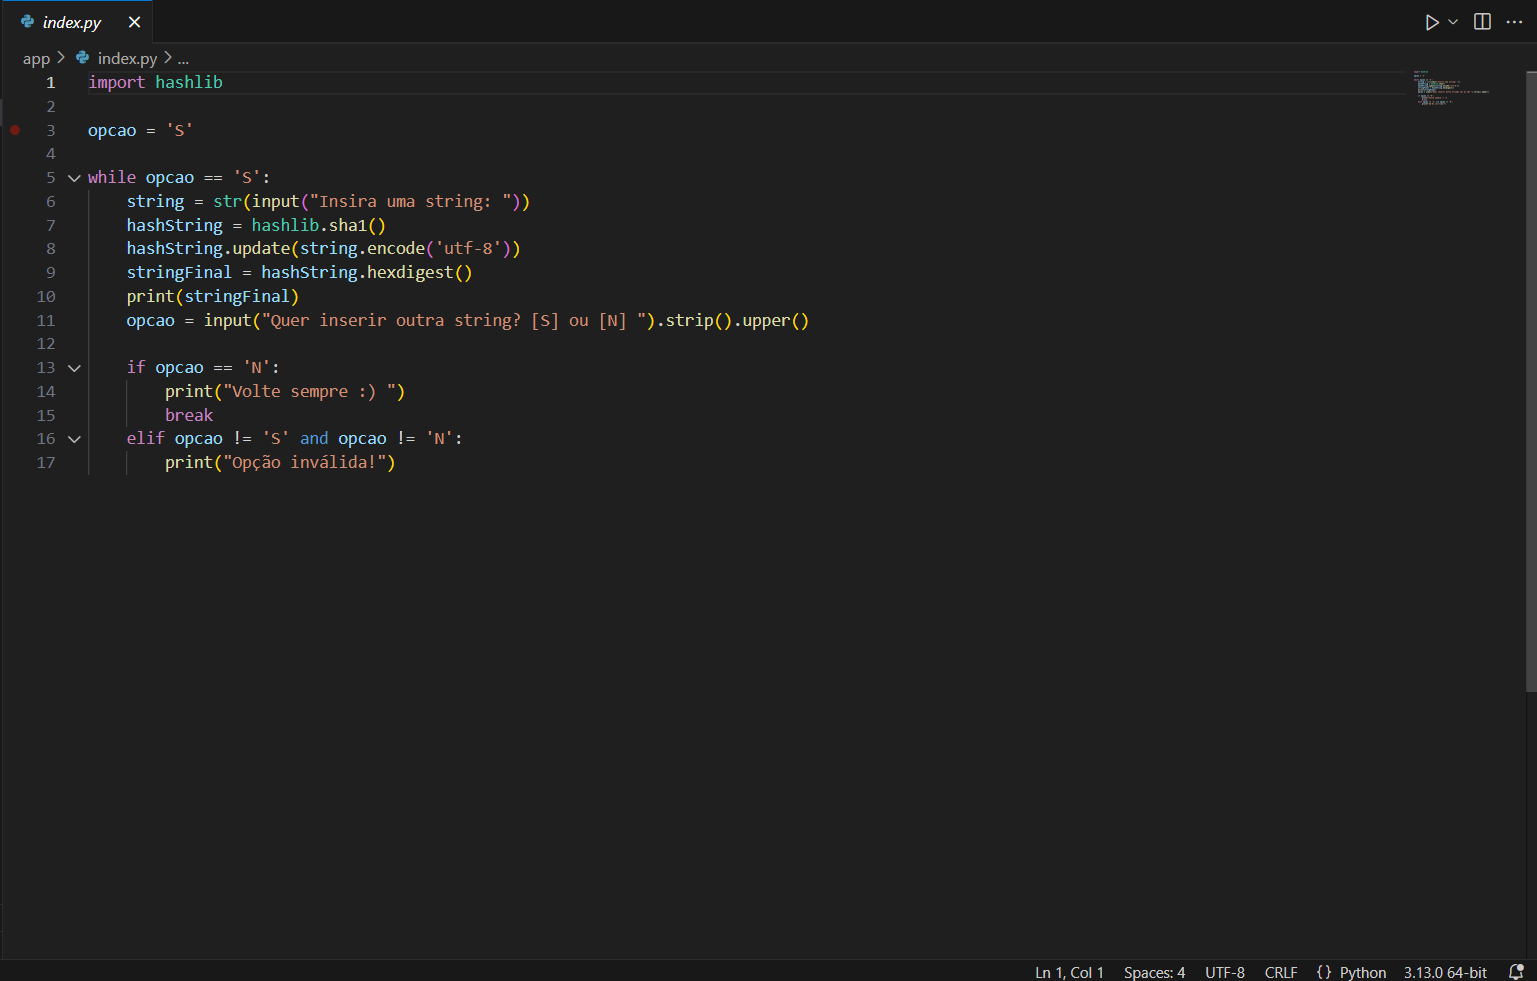 index.py
app > index.py > ...
1 import hashlib
2
3 opcao = 'S'
4
5 while opcao == 'S':
6     string = str(input("Insira uma string: "))
7     hashString = hashlib.sha1()
8     hashString.update(string.encode('utf-8'))
9     stringFinal = hashString.hexdigest()
10     print(stringFinal)
11     opcao = input("Quer inserir outra string? [S] ou [N] ").strip().upper()
12
13     if opcao == 'N':
14         print("Volte sempre :) ")
15         break
16     elif opcao != 'S' and opcao != 'N':
17         print("Opção inválida!")
Ln 1, Col 1 Spaces: 4 UTF-8 CRLF {} Python 3.13.0 64-bit